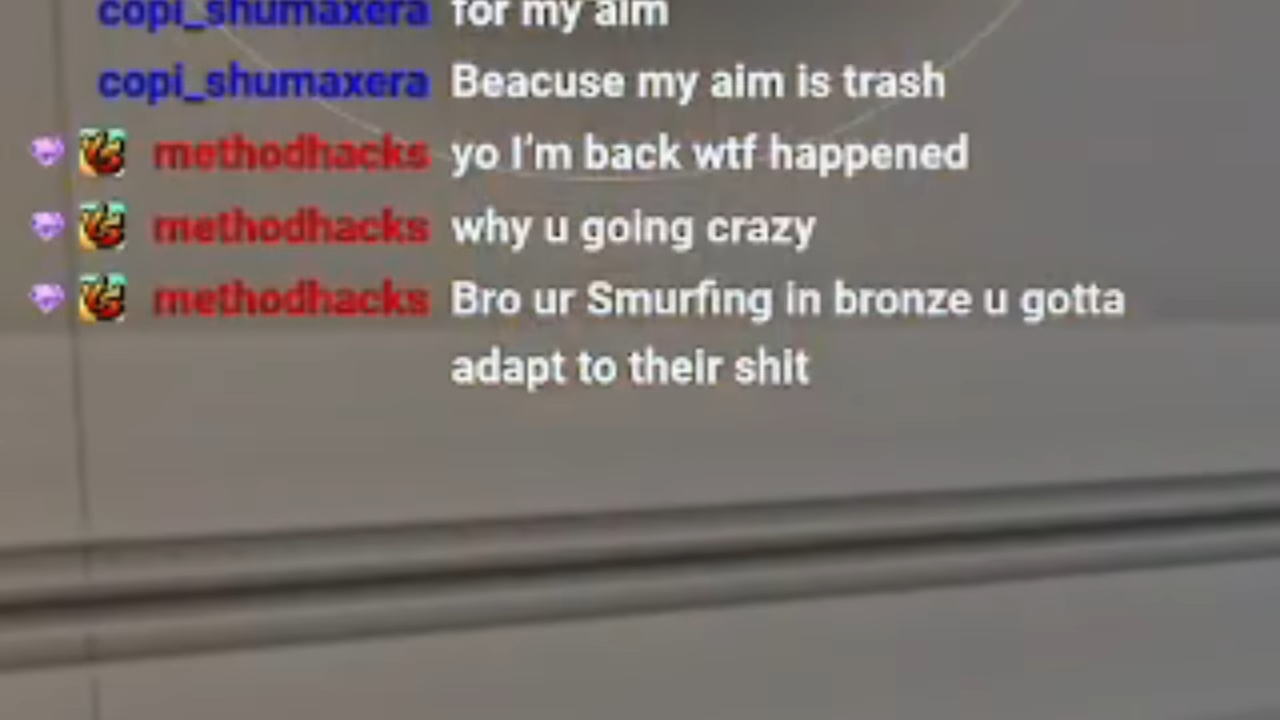 copi_shumaxera for my aim
copi_shumaxera Beacuse my aim is trash
methodhacks yo I'm back wtf happened
methodhacks why u going crazy
methodhacks Bro ur Smurfing in bronze u gotta
adapt to their shit